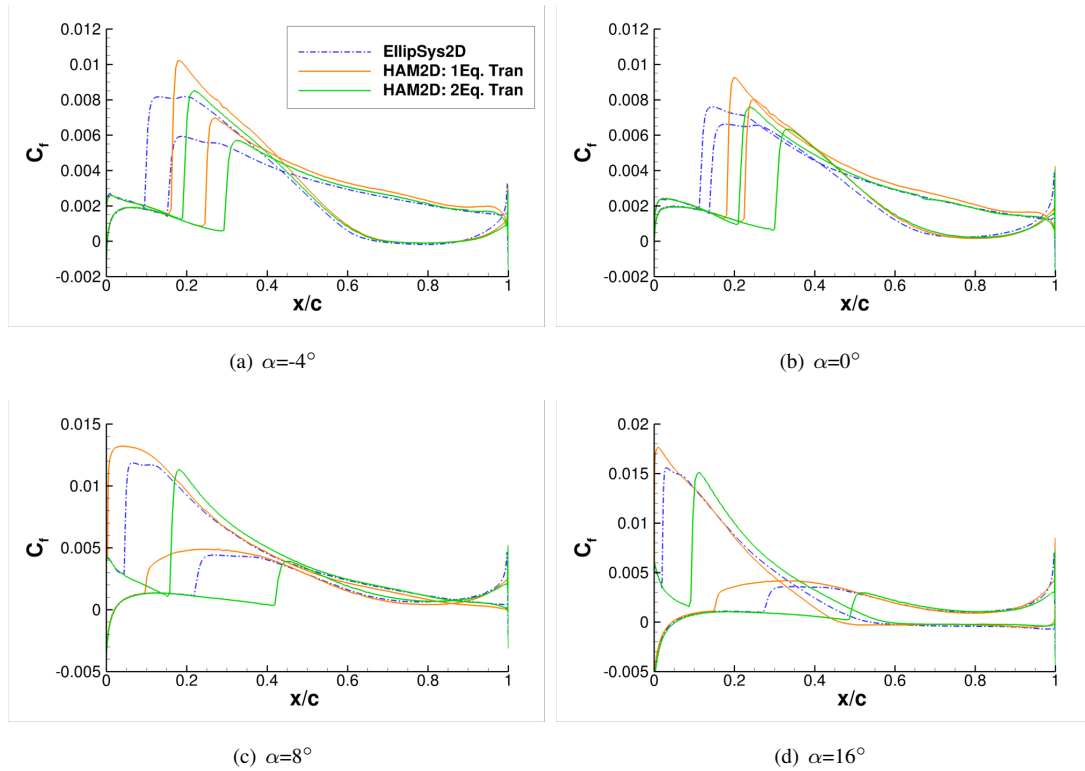 C_f
0.012
0.01
0.008
0.006
0.004
0.002
0
-0.002
0 0.2 0.4 0.6 0.8 1
x/c
EllipSys2D
HAM2D: 1Eq. Tran
HAM2D: 2Eq. Tran
(a) α=-4°
C_f
0.012
0.01
0.008
0.006
0.004
0.002
0
-0.002
0 0.2 0.4 0.6 0.8 1
x/c
(b) α=0°
C_f
0.015
0.01
0.005
0
-0.005
0 0.2 0.4 0.6 0.8 1
x/c
(c) α=8°
C_f
0.02
0.015
0.01
0.005
0
-0.005
0 0.2 0.4 0.6 0.8 1
x/c
(d) α=16°